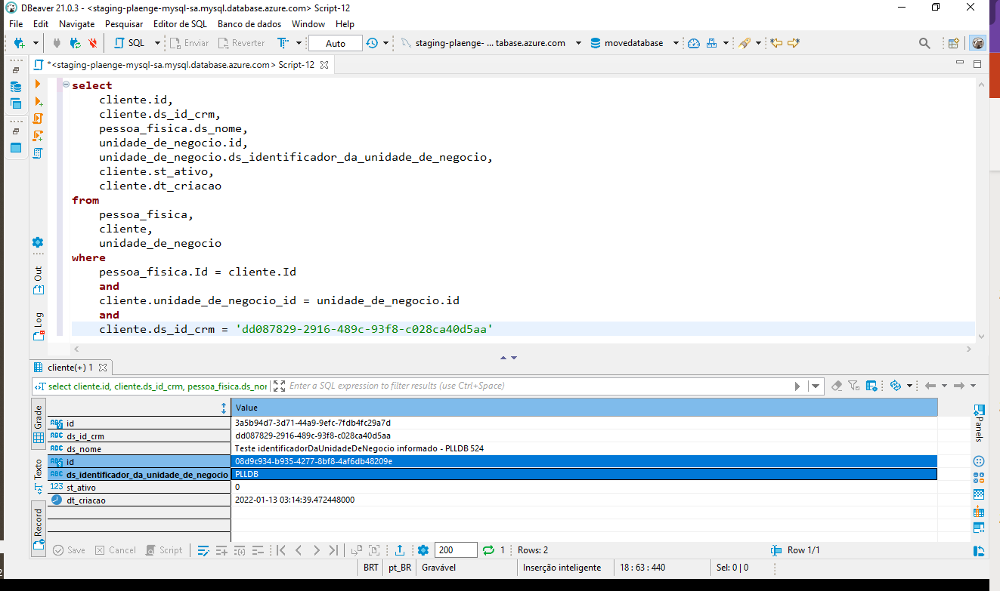 DBeaver 21.0.3 - <staging-plaenge-mysql-sa.mysql.database.azure.com> Script-12
File Edit Navigate Pesquisar Editor de SQL Banco de dados Window Help
SQL Enviar Reverter Auto staging-plaenge- ... tabase.azure.com movedatabase
*<staging-plaenge-mysql-sa.mysql.database.azure.com> Script-12
select
cliente.id,
cliente.ds_id_crm,
pessoa_fisica.ds_nome,
unidade_de_negocio.id,
unidade_de_negocio.ds_identificador_da_unidade_de_negocio,
cliente.st_ativo,
cliente.dt_criacao
from
pessoa_fisica,
cliente,
unidade_de_negocio
where
pessoa_fisica.Id = cliente.Id
and
cliente.unidade_de_negocio_id = unidade_de_negocio.id
and
cliente.ds_id_crm = 'dd087829-2916-489c-93f8-c028ca40d5aa'
Out
Log
cliente(+) 1
select cliente.id, cliente.ds_id_crm, pessoa_fisica.ds_nor Enter a SQL expression to filter results (use Ctrl+Space)
Grade
Texto
Record
Value
ABC id 3a5b94d7-3d71-44a9-9efc-7fdb4fc29a7d
ABC ds_id_crm dd087829-2916-489c-93f8-c028ca40d5aa
ABC ds_nome Teste identificadorDaUnidadeDeNegocio informado - PLLDB 524
ABC id 08d9c934-b935-4277-8bf8-4af6db48209e
ABC ds_identificador_da_unidade_de_negocio PLLDB
123 st_ativo 0
dt_criacao 2022-01-13 03:14:39.472448000
Panels
Save Cancel Script 200 1 Rows: 2 Row 1/1
BRT pt_BR Gravável Inserção inteligente 18 : 63 : 440 Sel: 0 | 0